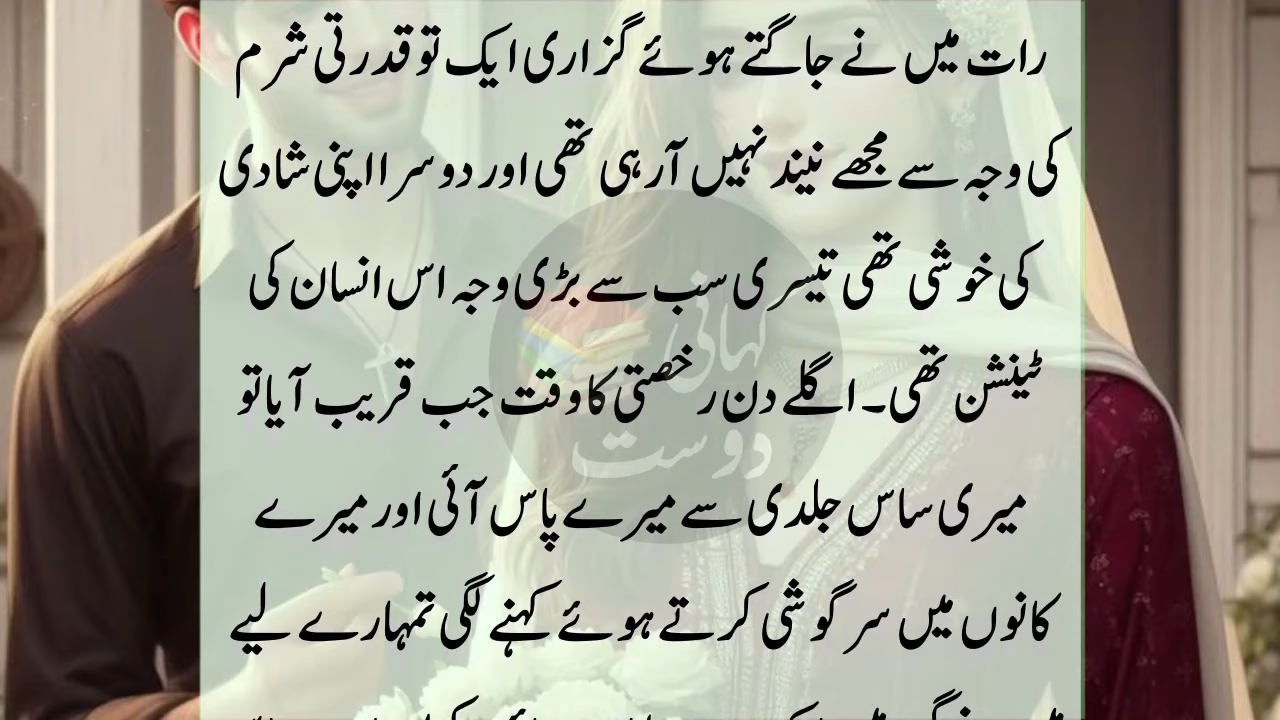 رات میں نے جاگتے ہوئے گزاری ایک تو قدرتی شرم
کی وجہ سے مجھے نیند نہیں آرہی تھی اور دوسرا اپنی شادی
کی خوشی تھی تیسری سب سے بڑی وجہ اس انسان کی
ٹینشن تھی۔ اگلے دن رخصتی کا وقت جب قریب آیا تو
میری ساس جلدی سے میرے پاس آئی اور میرے
کانوں میں سرگوشی کرتے ہوئے کہنے لگی تمہارے لیے
کہانی
دوست